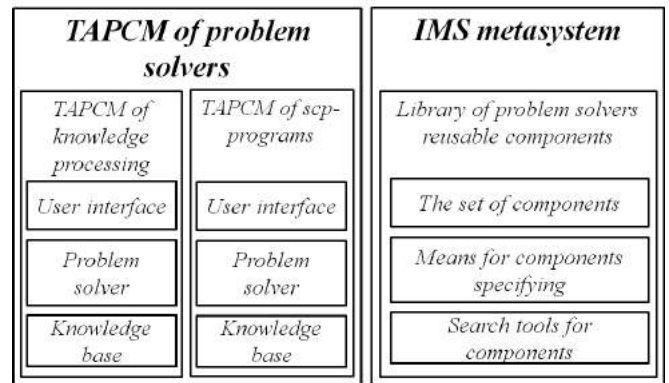 TAPCM of problem
solvers
TAPCM of
knowledge
processing
User interface
Problem
solver
Knowledge
base
TAPCM of scp-
programs
User interface
Problem
solver
Knowledge
base
IMS metasystem
Library of problem solvers
reusable components
The set of components
Means for components
specifying
Search tools for
components